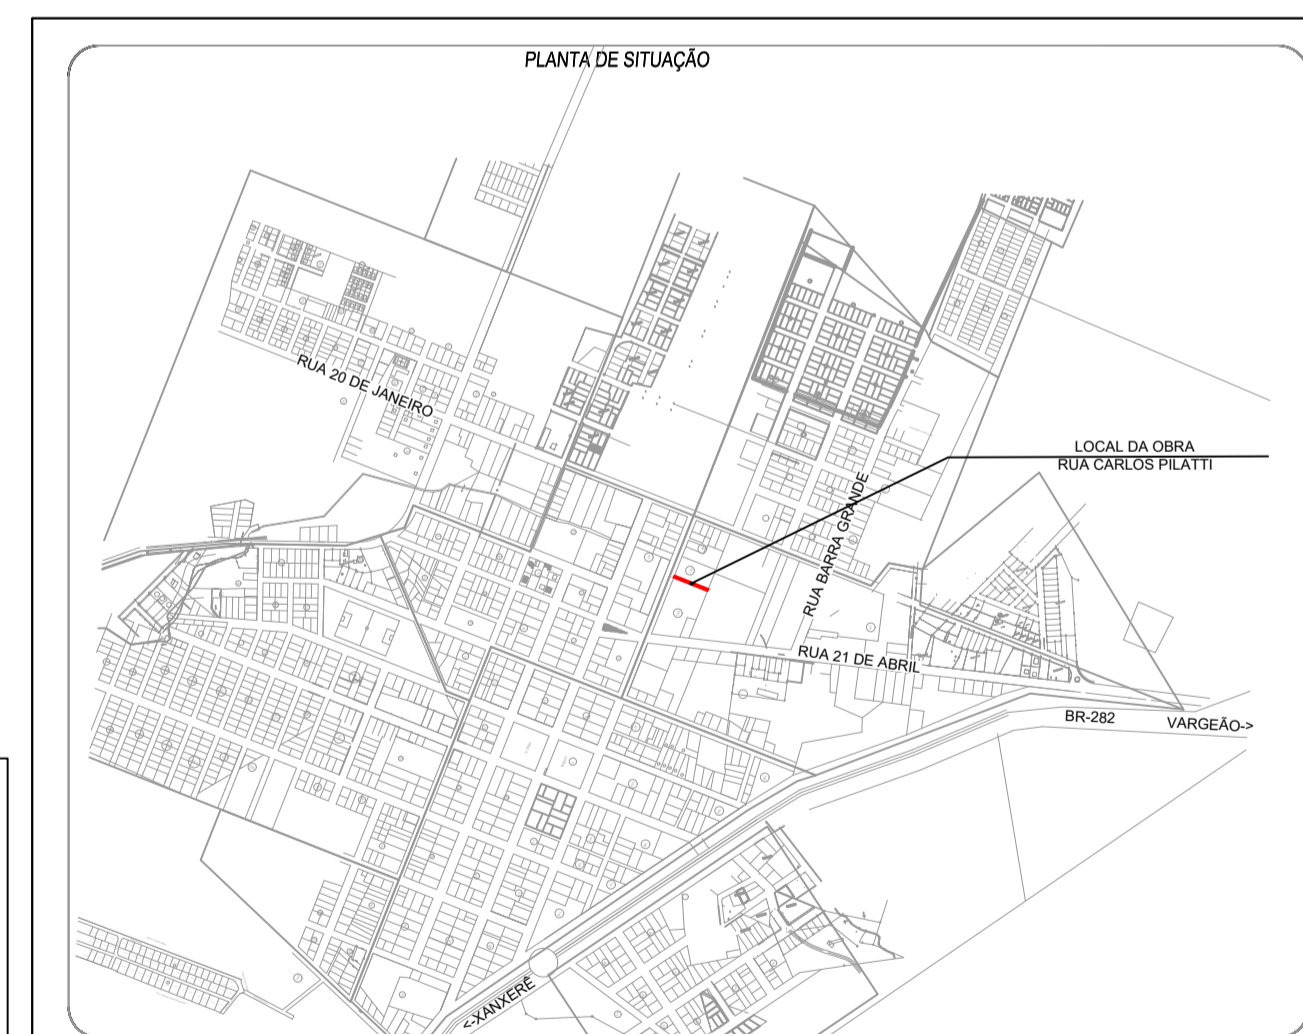 PLANTA DE SITUAÇÃO
RUA 20 DE JANEIRO
LOCAL DA OBRA
RUA CARLOS PILATTI
RUA BARRA GRANDE
RUA 21 DE ABRIL
BR-282
VARGEÃO->
<-XANXERÊ